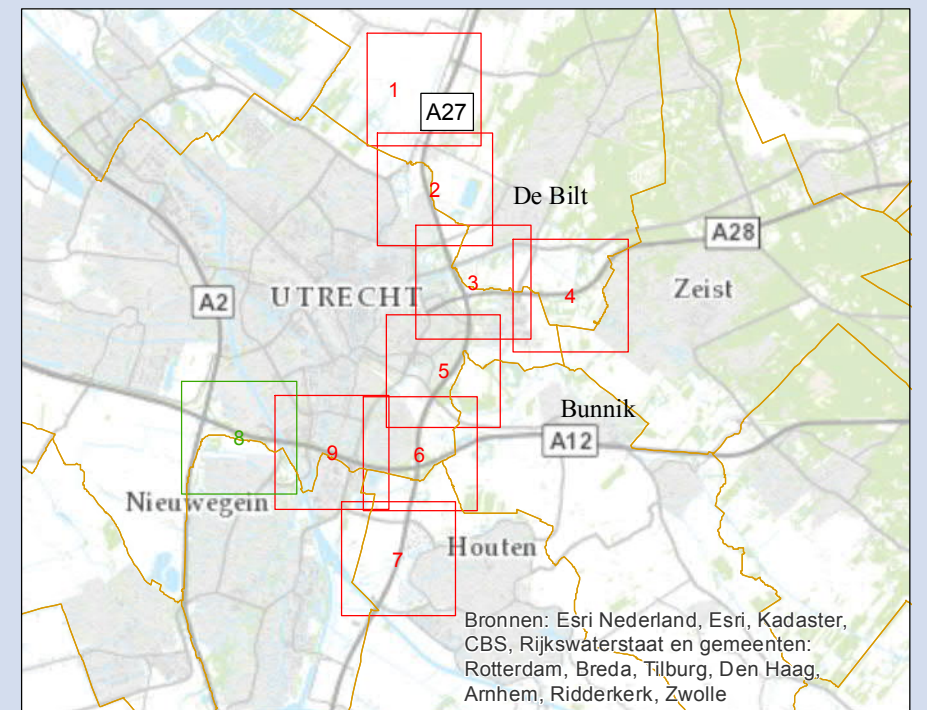 1
A27
2
De Bilt
A28
3
4
Zeist
A2
UTRECHT
5
Bunnik
8
9
6
A12
Nieuwegein
Houten
7
Bronnen: Esri Nederland, Esri, Kadaster,
CBS, Rijkswaterstaat en gemeenten:
Rotterdam, Breda, Tilburg, Den Haag,
Arnhem, Ridderkerk, Zwolle